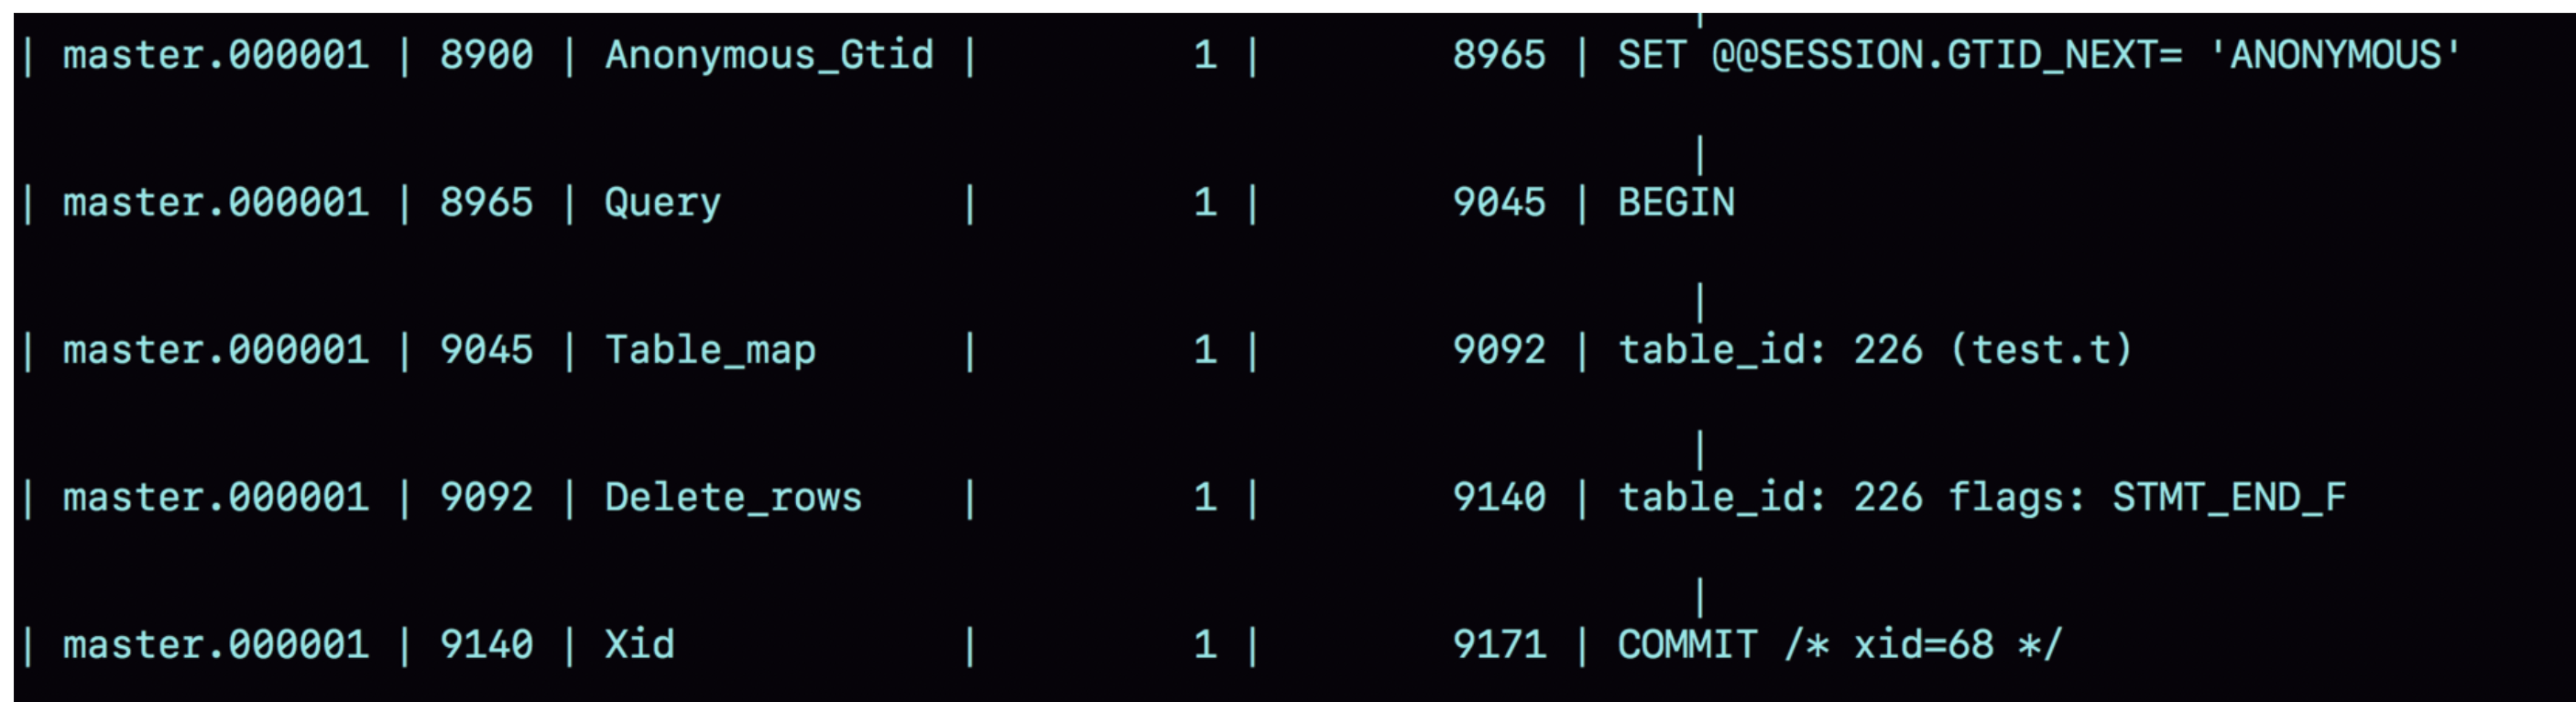 | master.000001 | 8900 | Anonymous_Gtid | 1 | 8965 | SET @@SESSION.GTID_NEXT= 'ANONYMOUS'
|
| master.000001 | 8965 | Query | 1 | 9045 | BEGIN
|
| master.000001 | 9045 | Table_map | 1 | 9092 | table_id: 226 (test.t)
|
| master.000001 | 9092 | Delete_rows | 1 | 9140 | table_id: 226 flags: STMT_END_F
|
| master.000001 | 9140 | Xid | 1 | 9171 | COMMIT /* xid=68 */